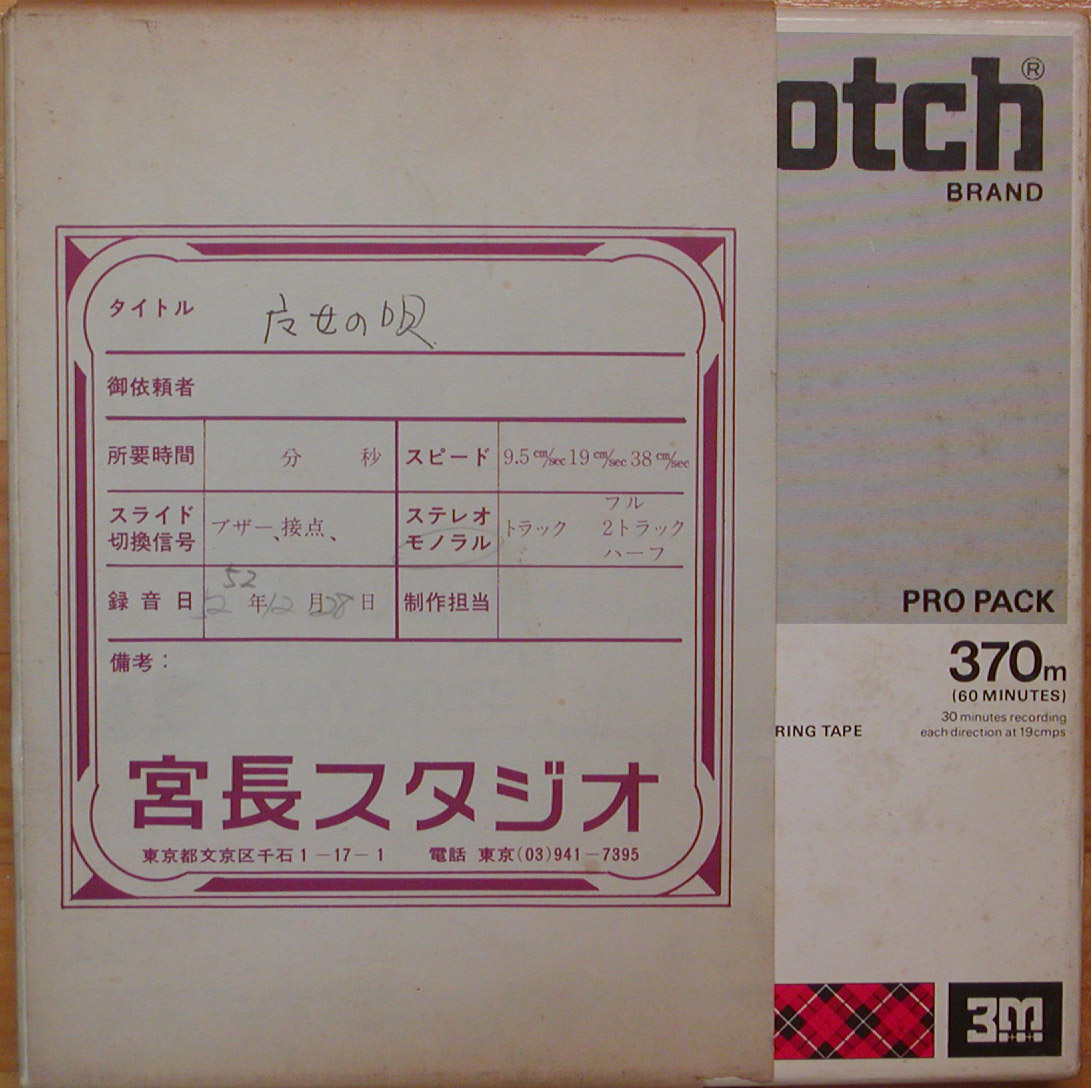 otch®
BRAND
タイトル 女の唄
御依頼者
所要時間 分 秒 スピード 9.5cm/sec 19cm/sec 38cm/sec
スライド切換信号 ブザー、接点、
ステレオ
モノラル
トラック フル
2トラック
ハーフ
52
録音日 年12月28日 制作担当
備考:
宮長スタジオ
東京都文京区千石1-17-1 電話 東京(03)941-7395
PRO PACK
370m
(60 MINUTES)
30 minutes recording
each direction at 19cmps
RING TAPE
3M